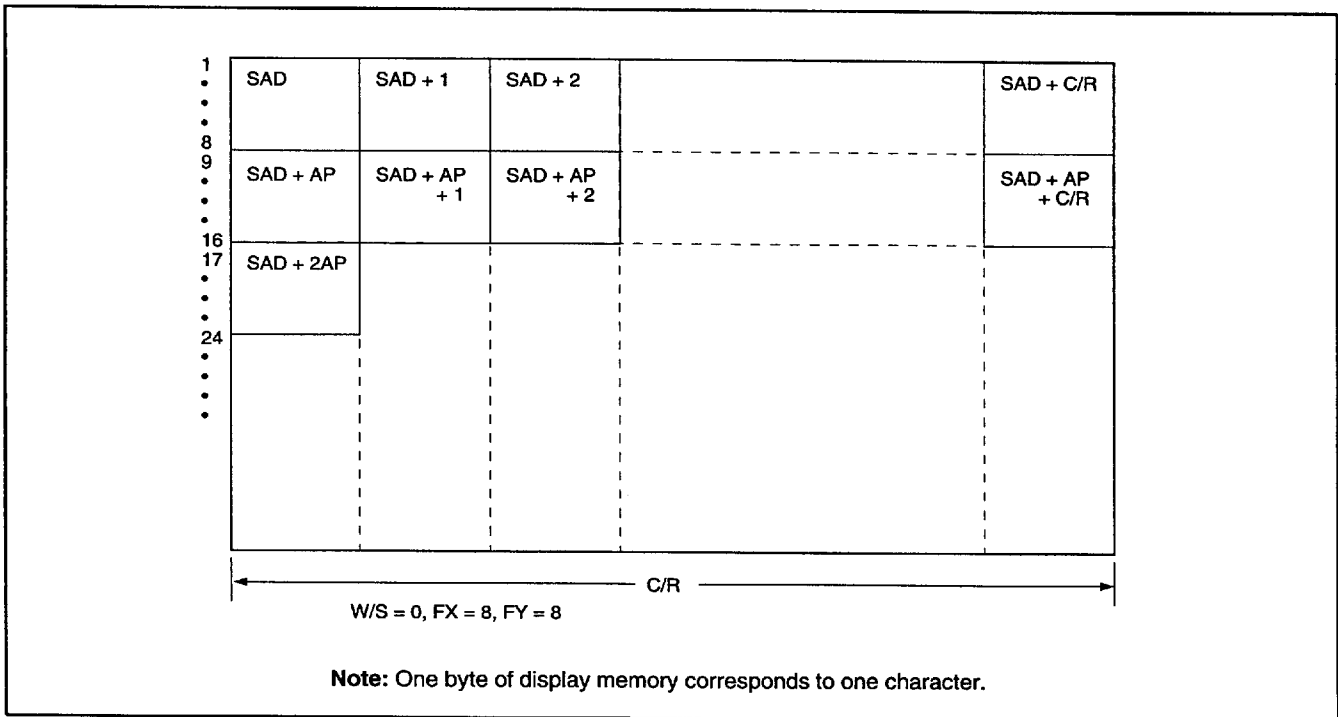 1
SAD
SAD + 1
SAD + 2
SAD + C/R
8
9
SAD + AP
SAD + AP
+ 1
SAD + AP
+ 2
SAD + AP
+ C/R
16
17
SAD + 2AP
24
C/R
W/S = 0, FX = 8, FY = 8
Note: One byte of display memory corresponds to one character.